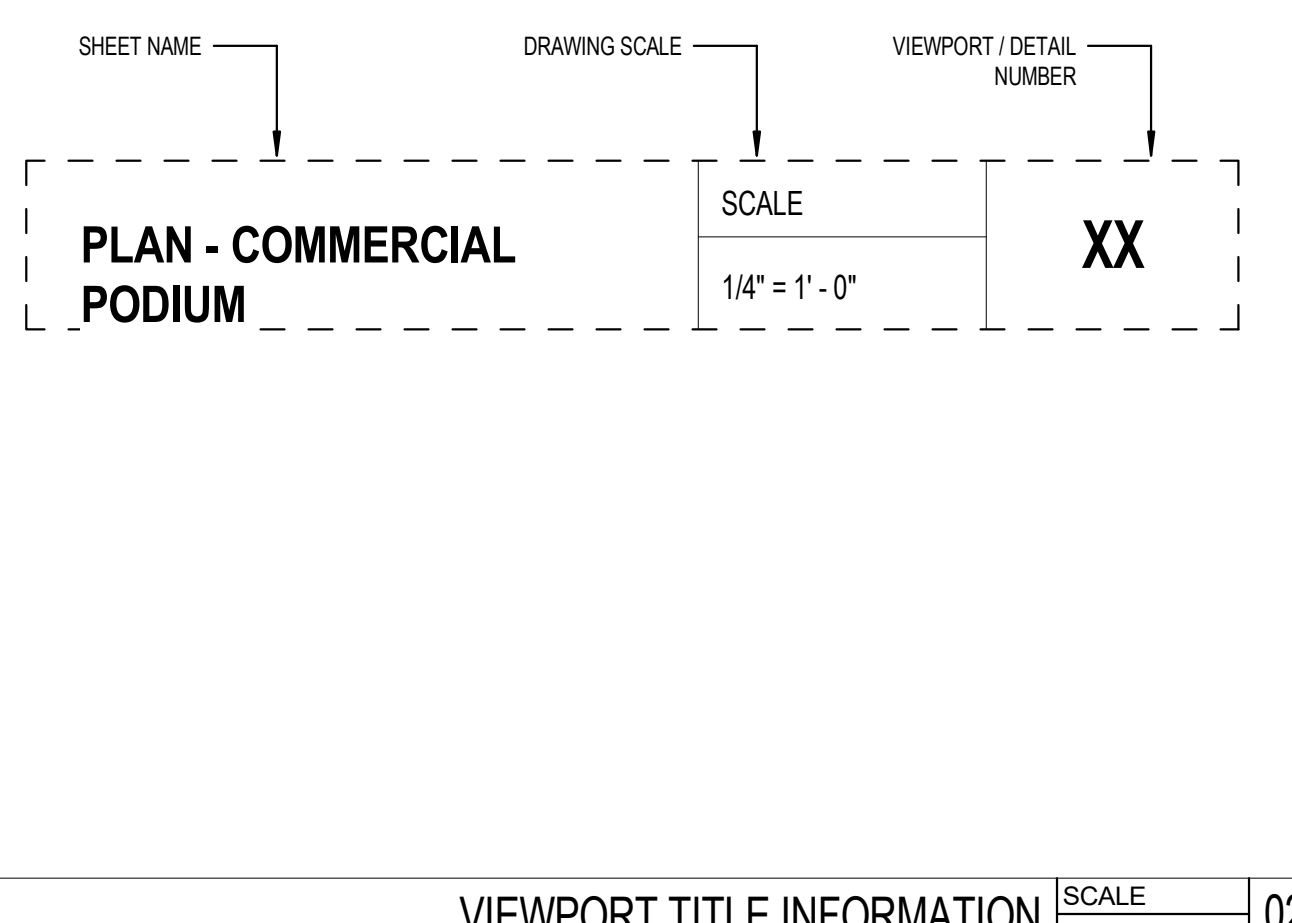 SHEET NAME
DRAWING SCALE
VIEWPORT / DETAIL
NUMBER
PLAN - COMMERCIAL
PODIUM
SCALE
1/4" = 1' - 0"
XX
VIEWPORT TITLE INFORMATION
SCALE
02